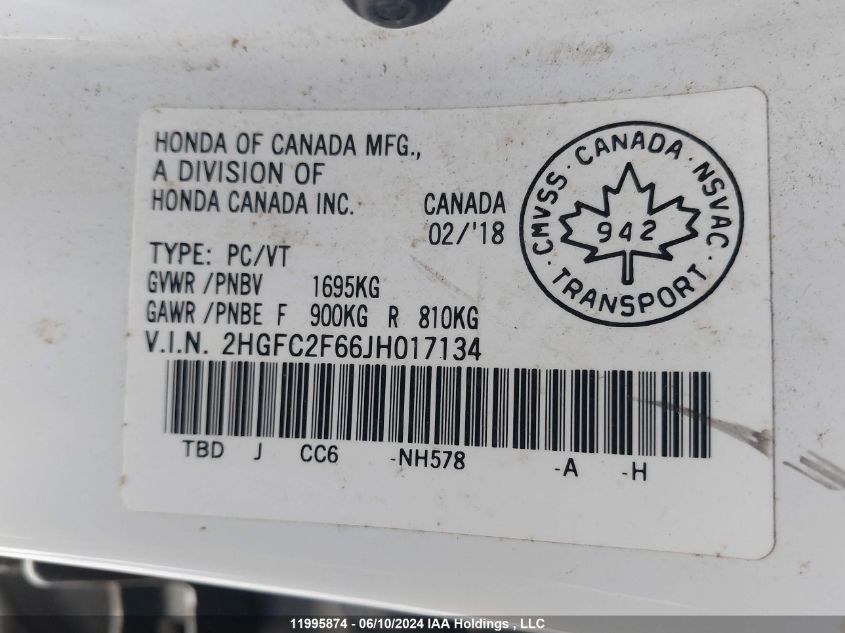 HONDA OF CANADA MFG.,
A DIVISION OF
HONDA CANADA INC. CANADA
02/'18
TYPE: PC/VT
GVWR/PNBV 1695KG
GAWR/PNBE F 900KG R 810KG
V.I.N. 2HGFC2F66JH017134
TBD J CC6 -NH578 -A -H
CMVSS · CANADA · NSVAC · TRANSPORT ·
942
11995874 - 06/10/2024 IAA Holdings , LLC